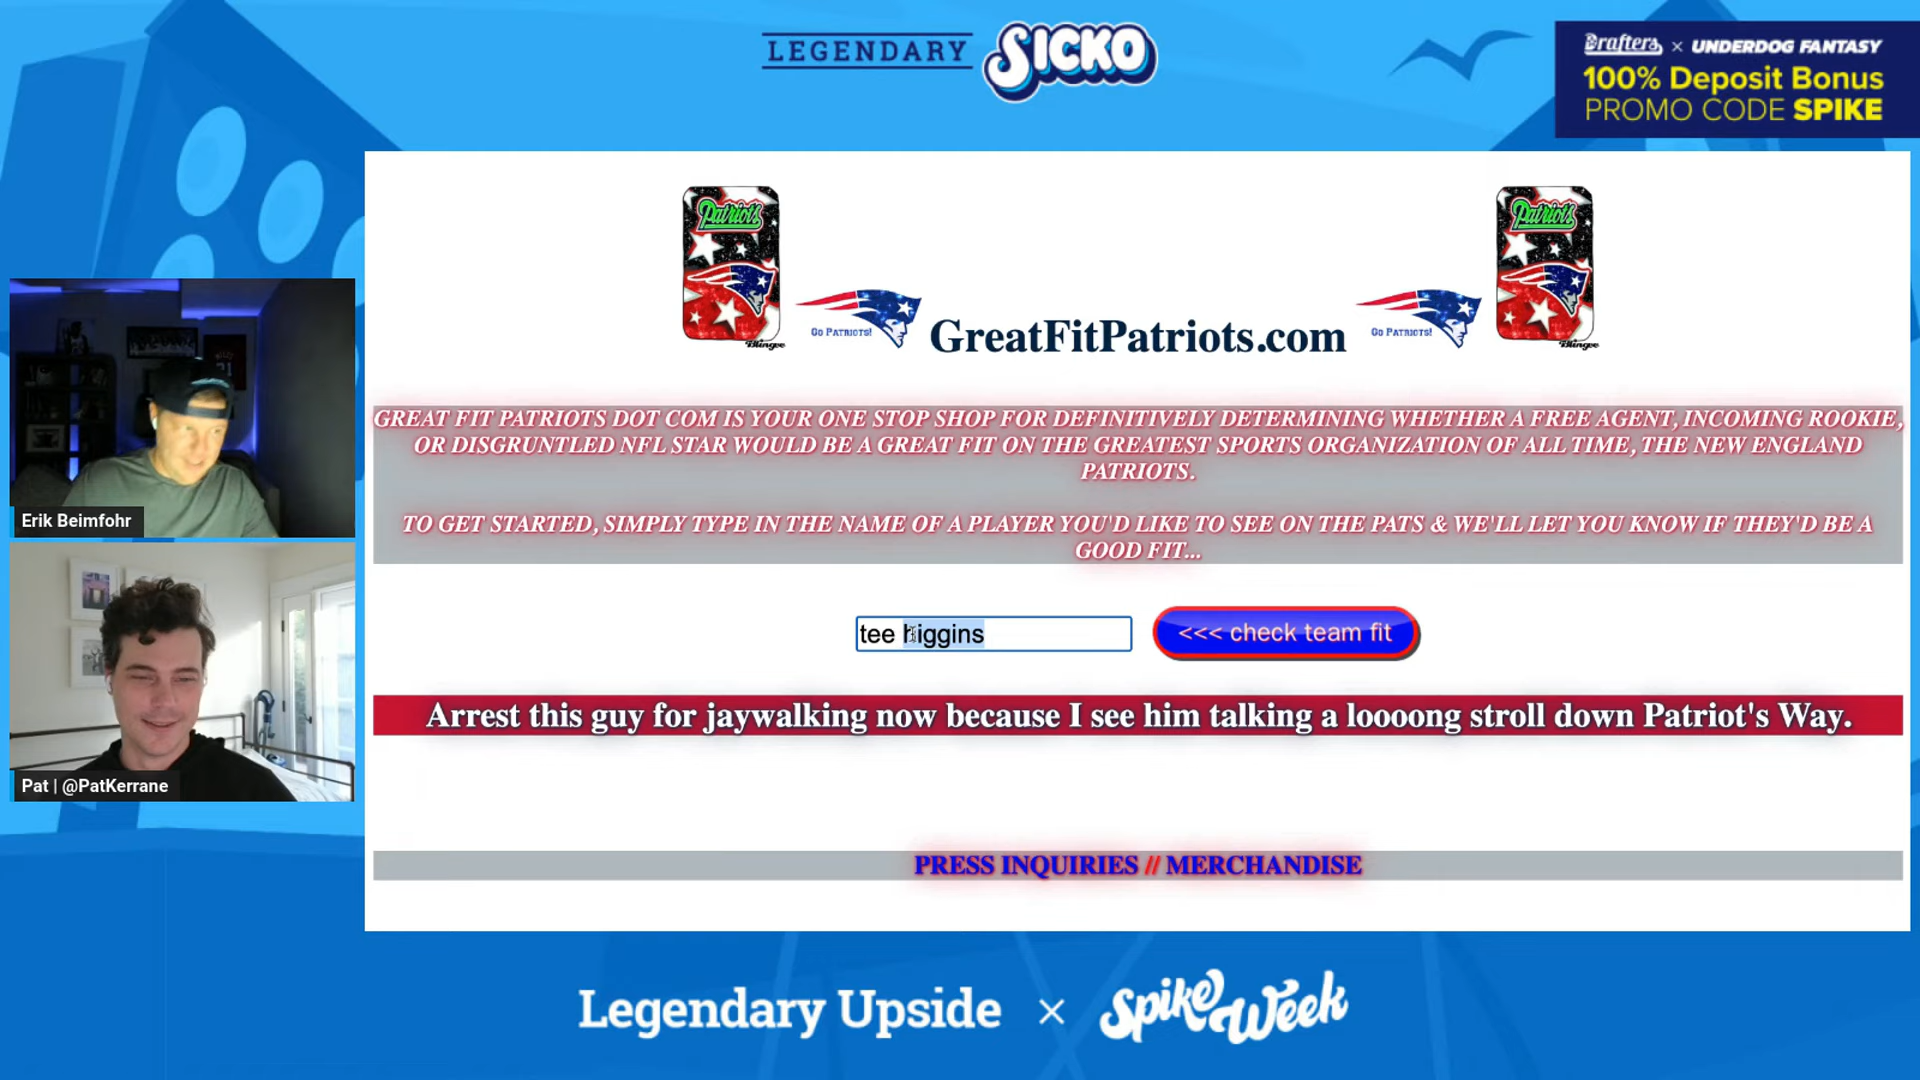 LEGENDARY SICKO
Drafters × UNDERDOG FANTASY
100% Deposit Bonus
PROMO CODE SPIKE
Patriots
Patriots
GO PATRIOTS!
GreatFitPatriots.com
GO PATRIOTS!
Blingee
Blingee
GREAT FIT PATRIOTS DOT COM IS YOUR ONE STOP SHOP FOR DEFINITIVELY DETERMINING WHETHER A FREE AGENT, INCOMING ROOKIE,
OR DISGRUNTLED NFL STAR WOULD BE A GREAT FIT ON THE GREATEST SPORTS ORGANIZATION OF ALL TIME, THE NEW ENGLAND
PATRIOTS.
TO GET STARTED, SIMPLY TYPE IN THE NAME OF A PLAYER YOU'D LIKE TO SEE ON THE PATS & WE'LL LET YOU KNOW IF THEY'D BE A
GOOD FIT...
tee higgins
<<< check team fit
Arrest this guy for jaywalking now because I see him talking a loooong stroll down Patriot's Way.
PRESS INQUIRIES // MERCHANDISE
Erik Beimfohr
Pat | @PatKerrane
Legendary Upside × Spike Week